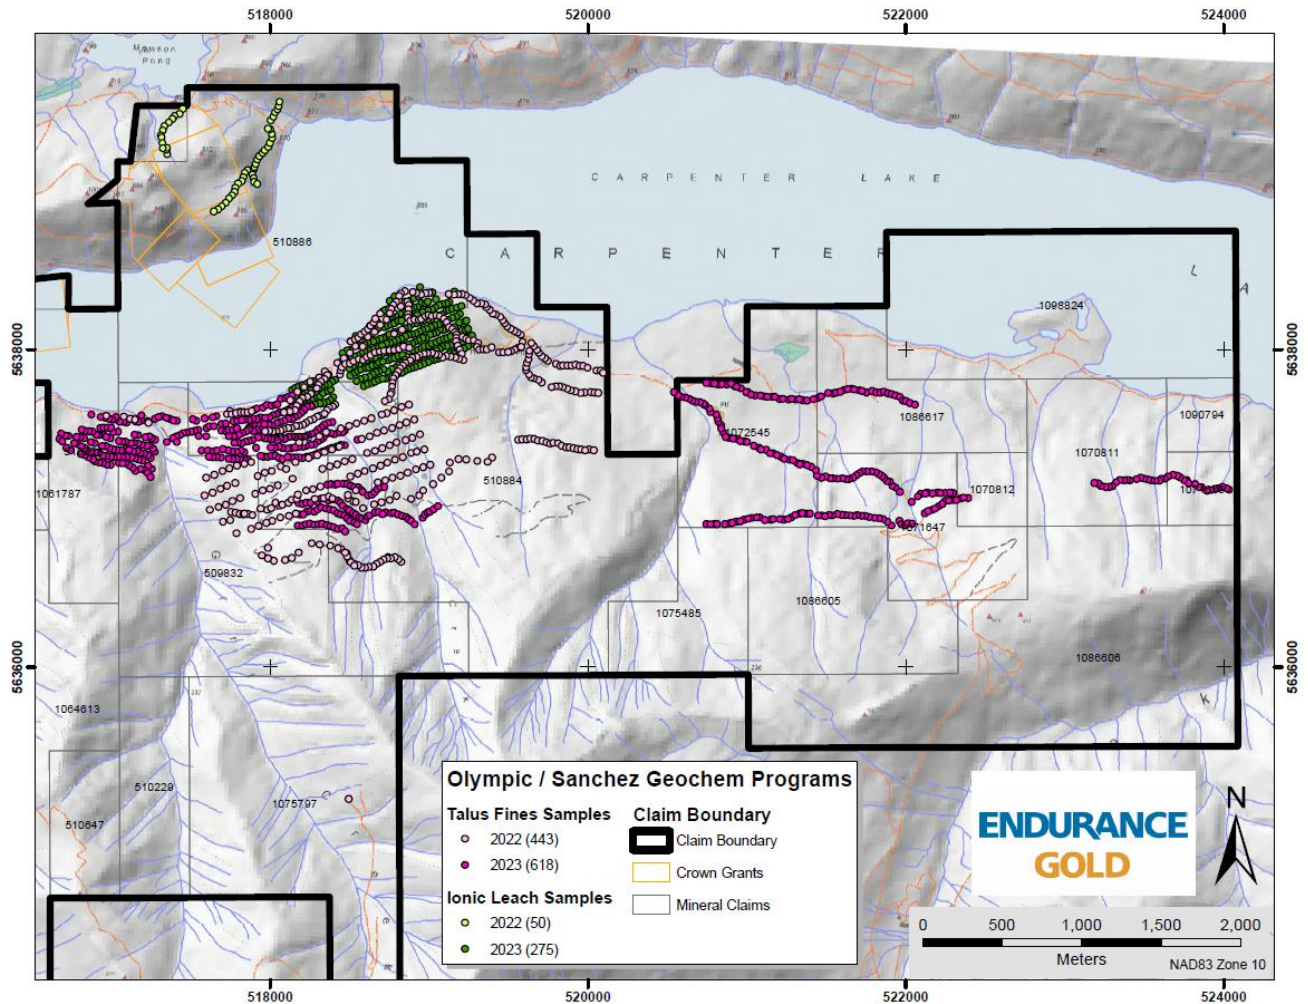 518000
520000
522000
524000
Mowson
Pond
CARPENTER LAKE
510886
C A R P E N T E R
L
A
1098824
5638000
5638000
1086617
1090794
1072545
1070811
510884
1070812
1061787
1071647
509832
1075485
1086605
5636000
5636000
1086606
K
1064613
510229
1075797
510647
Olympic / Sanchez Geochem Programs
Talus Fines Samples
2022 (443)
2023 (618)
Ionic Leach Samples
2022 (50)
2023 (275)
Claim Boundary
Claim Boundary
Crown Grants
Mineral Claims
ENDURANCE
GOLD
N
0 500 1,000 1,500 2,000
Meters
NAD83 Zone 10
518000
520000
522000
524000